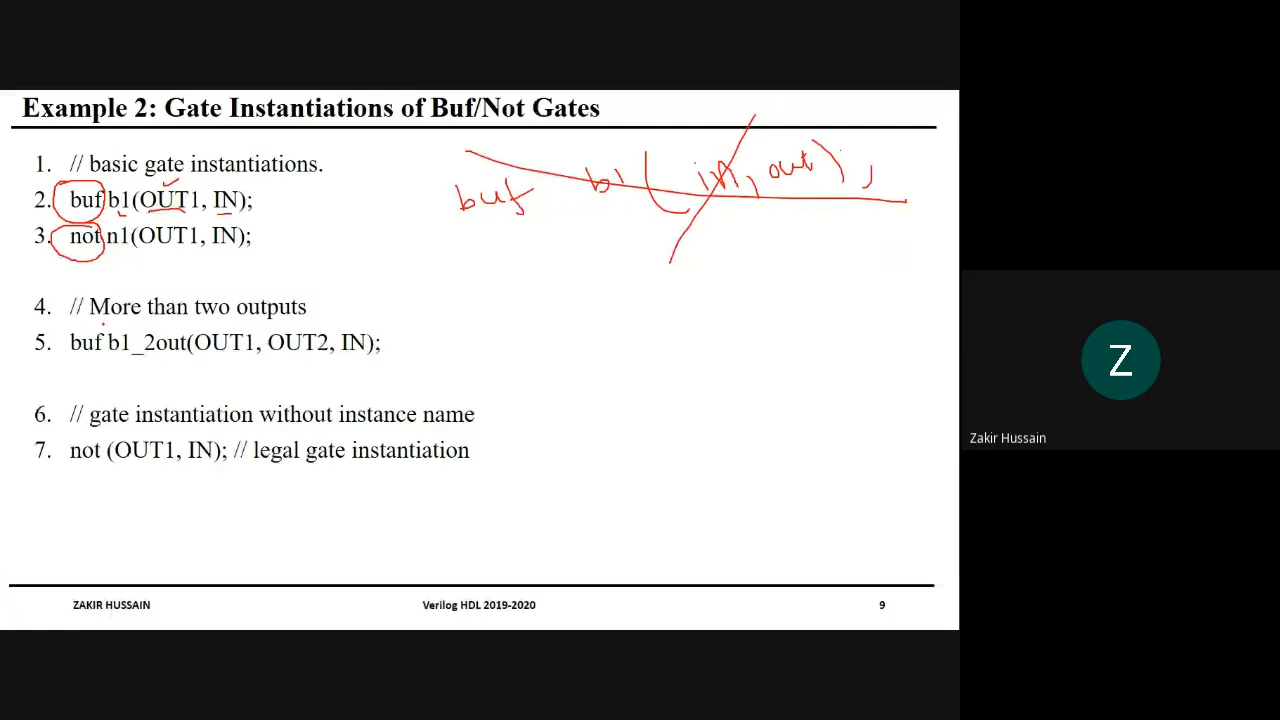 Example 2: Gate Instantiations of Buf/Not Gates
1. // basic gate instantiations.
2. buf b1(OUT1, IN);
buf b1(in, out);
3. not n1(OUT1, IN);
4. // More than two outputs
5. buf b1_2out(OUT1, OUT2, IN);
6. // gate instantiation without instance name
7. not (OUT1, IN); // legal gate instantiation
ZAKIR HUSSAIN
Verilog HDL 2019-2020
9
Z
Zakir Hussain